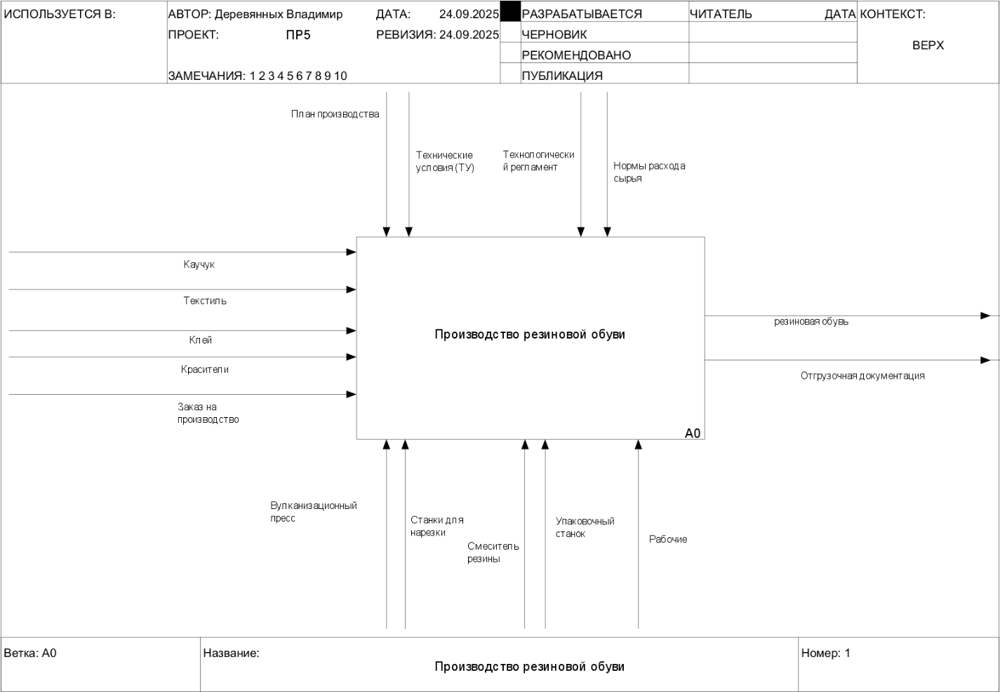 ИСПОЛЬЗУЕТСЯ В:
АВТОР: Деревянных Владимир
ДАТА: 24.09.2025
ПРОЕКТ: ПР5
РЕВИЗИЯ: 24.09.2025
ЗАМЕЧАНИЯ: 1 2 3 4 5 6 7 8 9 10
РАЗРАБАТЫВАЕТСЯ
ЧЕРНОВИК
РЕКОМЕНДОВАНО
ПУБЛИКАЦИЯ
ЧИТАТЕЛЬ
ДАТА
КОНТЕКСТ:
ВЕРХ
План производства
Технические
условия (ТУ)
Технологически
й регламент
Нормы расхода
сырья
Каучук
Текстиль
Клей
Красители
Заказ на
производство
Производство резиновой обуви
A0
резиновая обувь
Отгрузочная документация
Вулканизационный
пресс
Станки для
нарезки
Смеситель
резины
Упаковочный
станок
Рабочие
Ветка: A0
Название:
Производство резиновой обуви
Номер: 1